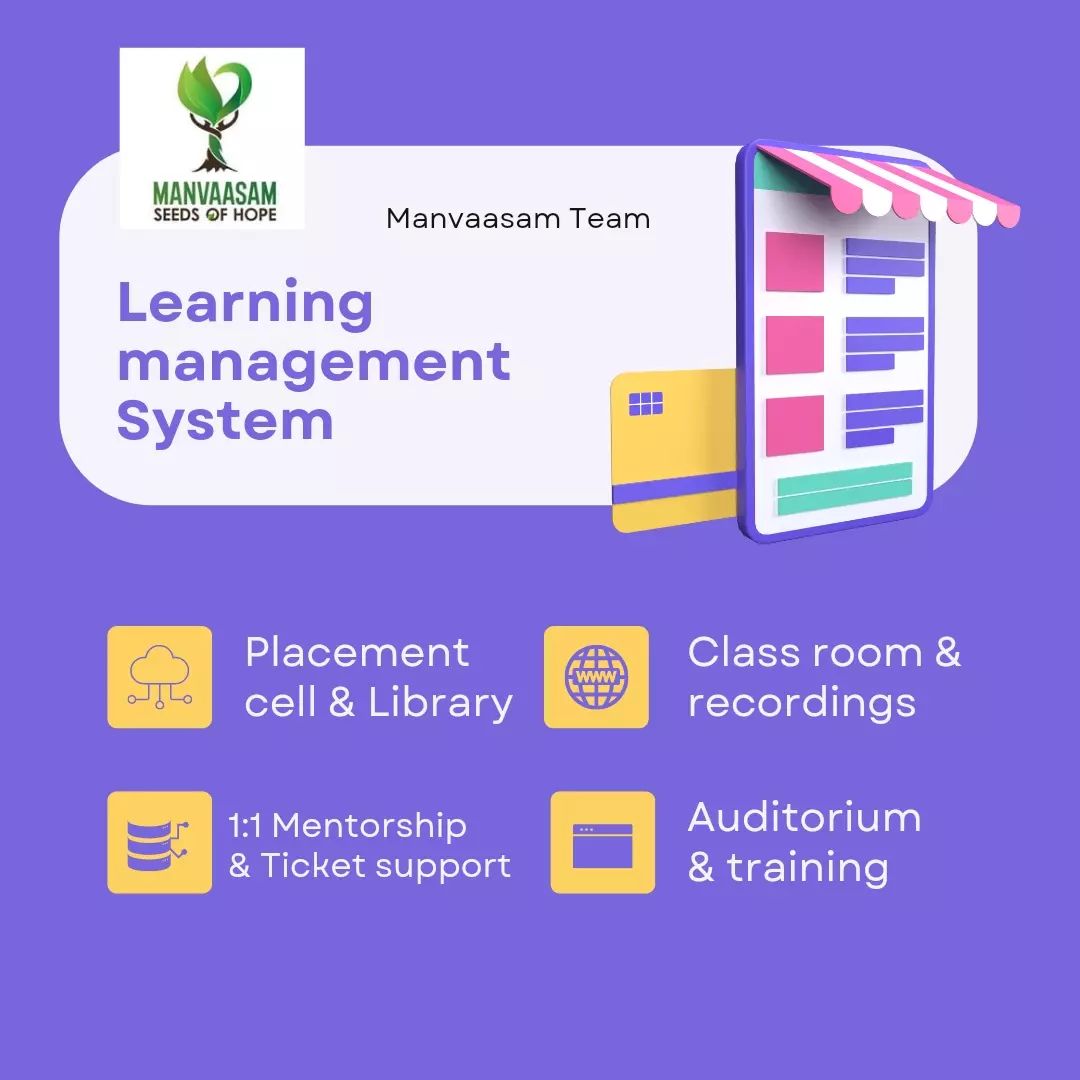 MANVAASAM
SEEDS OF HOPE
Manvaasam Team
Learning
management
System
Placement
cell & Library
WWW
Class room &
recordings
1:1 Mentorship
& Ticket support
Auditorium
& training